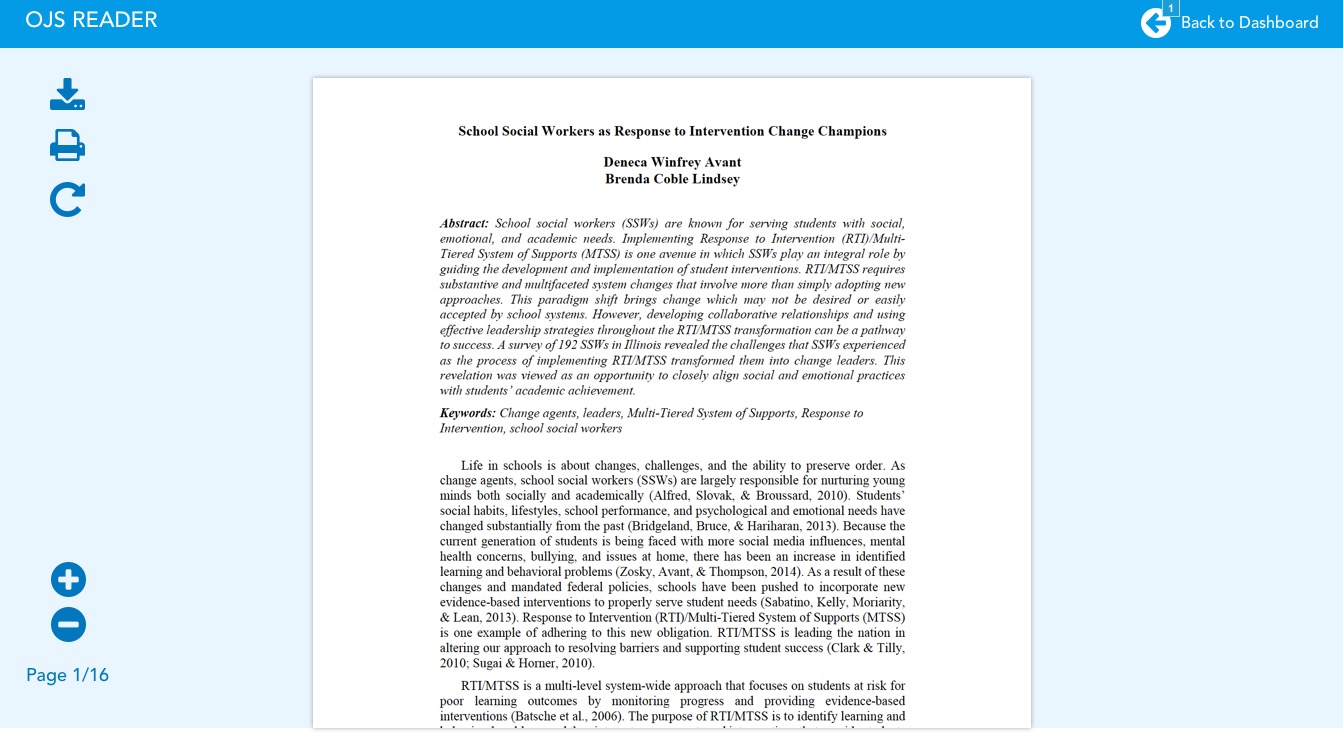 OJS READER
1
Back to Dashboard
School Social Workers as Response to Intervention Change Champions
Deneca Winfrey Avant
Brenda Coble Lindsey
Abstract: School social workers (SSWs) are known for serving students with social,
emotional, and academic needs. Implementing Response to Intervention (RTI)/Multi-
Tiered System of Supports (MTSS) is one avenue in which SSWs play an integral role by
guiding the development and implementation of student interventions. RTI/MTSS requires
substantive and multifaceted system changes that involve more than simply adopting new
approaches. This paradigm shift brings change which may not be desired or easily
accepted by school systems. However, developing collaborative relationships and using
effective leadership strategies throughout the RTI/MTSS transformation can be a pathway
to success. A survey of 192 SSWs in Illinois revealed the challenges that SSWs experienced
as the process of implementing RTI/MTSS transformed them into change leaders. This
revelation was viewed as an opportunity to closely align social and emotional practices
with students’ academic achievement.
Keywords: Change agents, leaders, Multi-Tiered System of Supports, Response to
Intervention, school social workers
Life in schools is about changes, challenges, and the ability to preserve order. As
change agents, school social workers (SSWs) are largely responsible for nurturing young
minds both socially and academically (Alfred, Slovak, & Broussard, 2010). Students’
social habits, lifestyles, school performance, and psychological and emotional needs have
changed substantially from the past (Bridgeland, Bruce, & Hariharan, 2013). Because the
current generation of students is being faced with more social media influences, mental
health concerns, bullying, and issues at home, there has been an increase in identified
learning and behavioral problems (Zosky, Avant, & Thompson, 2014). As a result of these
changes and mandated federal policies, schools have been pushed to incorporate new
evidence-based interventions to properly serve student needs (Sabatino, Kelly, Moriarity,
& Lean, 2013). Response to Intervention (RTI)/Multi-Tiered System of Supports (MTSS)
is one example of adhering to this new obligation. RTI/MTSS is leading the nation in
altering our approach to resolving barriers and supporting student success (Clark & Tilly,
2010; Sugai & Horner, 2010).
RTI/MTSS is a multi-level system-wide approach that focuses on students at risk for
poor learning outcomes by monitoring progress and providing evidence-based
interventions (Batsche et al., 2006). The purpose of RTI/MTSS is to identify learning and
Page 1/16